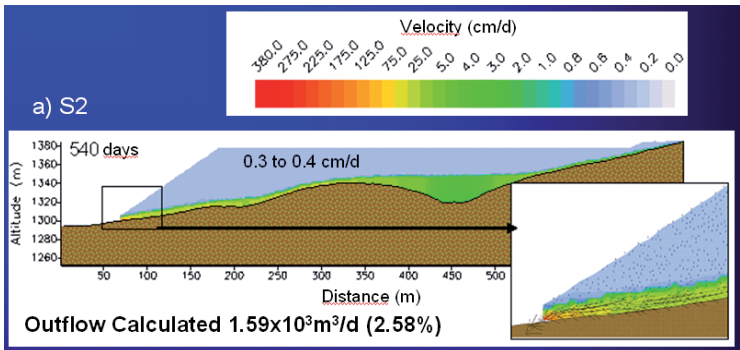 Velocity (cm/d)
380.0 275.0 225.0 175.0 125.0 75.0 25.0 5.0 4.0 3.0 2.0 1.0 0.8 0.6 0.4 0.2 0.0
a) S2
540 days
0.3 to 0.4 cm/d
Altitude (m)
1380
1360
1340
1320
1300
1280
1260
50 100 150 200 250 300 350 400 450 500
Distance (m)
Outflow Calculated 1.59x10³m³/d (2.58%)